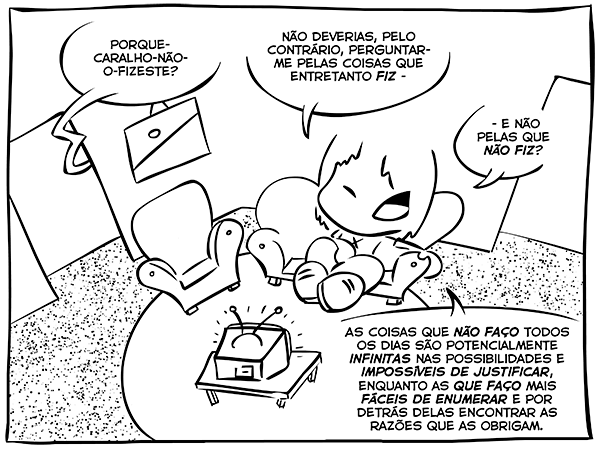 PORQUE-
CARALHO-NÃO-
O-FIZESTE?
NÃO DEVERIAS, PELO
CONTRÁRIO, PERGUNTAR-
ME PELAS COISAS QUE
ENTRETANTO FIZ -
- E NÃO
PELAS QUE
NÃO FIZ?
AS COISAS QUE NÃO FAÇO TODOS
OS DIAS SÃO POTENCIALMENTE
INFINITAS NAS POSSIBILIDADES E
IMPOSSÍVEIS DE JUSTIFICAR,
ENQUANTO AS QUE FAÇO MAIS
FÁCEIS DE ENUMERAR E POR
DETRÁS DELAS ENCONTRAR AS
RAZÕES QUE AS OBRIGAM.